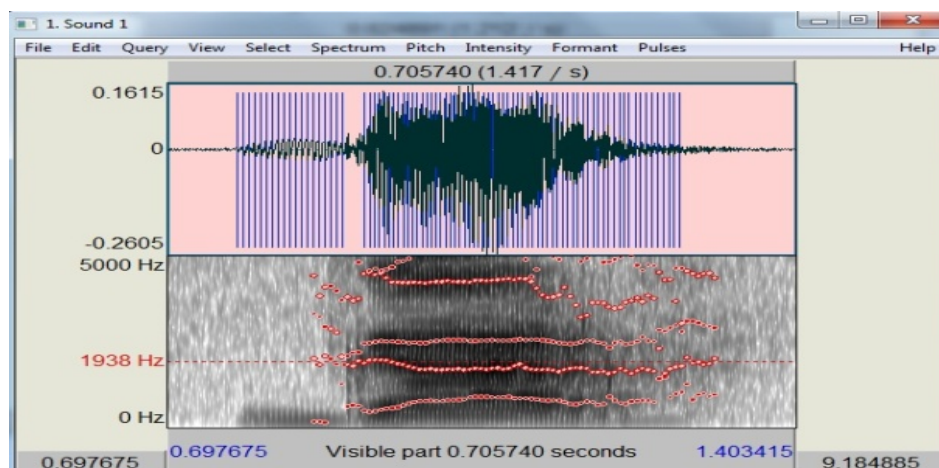 1. Sound 1
File Edit Query View Select Spectrum Pitch Intensity Formant Pulses Help
0.705740 (1.417 / s)
0.1615
0
-0.2605
5000 Hz
1938 Hz
0 Hz
0.697675 Visible part 0.705740 seconds 1.403415
0.697675 9.184885